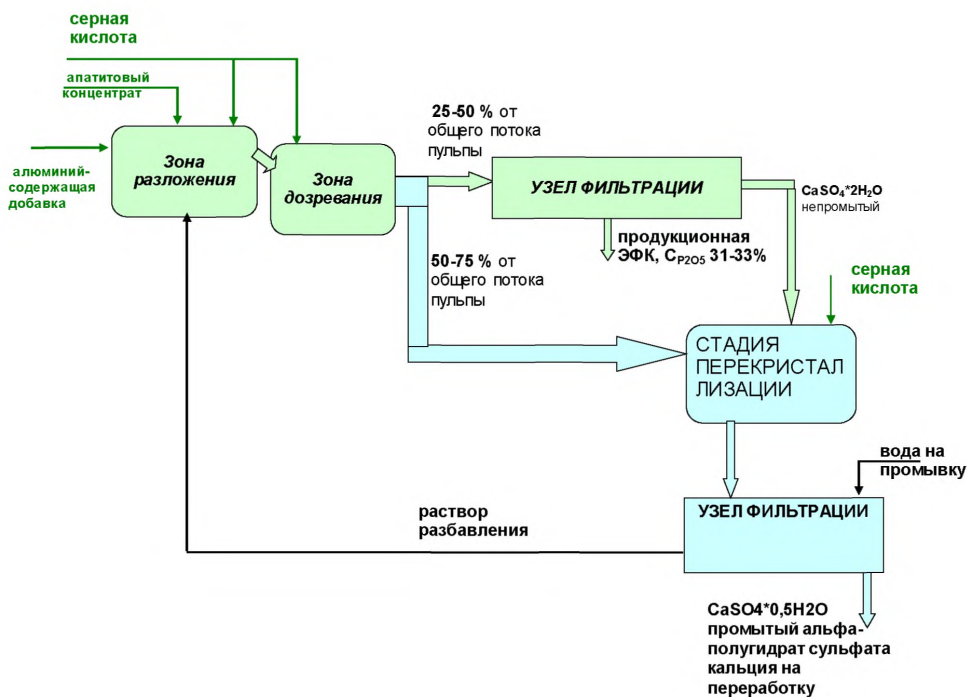 серная
кислота
апатитовый
концентрат
алюминий-
содержащая
добавка
Зона
разложения
Зона
дозревания
25-50 % от
общего потока
пульпы
УЗЕЛ ФИЛЬТРАЦИИ
CaSO₄*2H₂O
непромытый
продукционная
ЭФК, CP2O5 31-33%
50-75 % от
общего потока
пульпы
серная
кислота
СТАДИЯ
ПЕРЕКРИСТАЛ
ЛИЗАЦИИ
вода на
промывку
УЗЕЛ ФИЛЬТРАЦИИ
раствор
разбавления
CaSO4*0,5H2O
промытый альфа-
полугидрат сульфата
кальция на
переработку